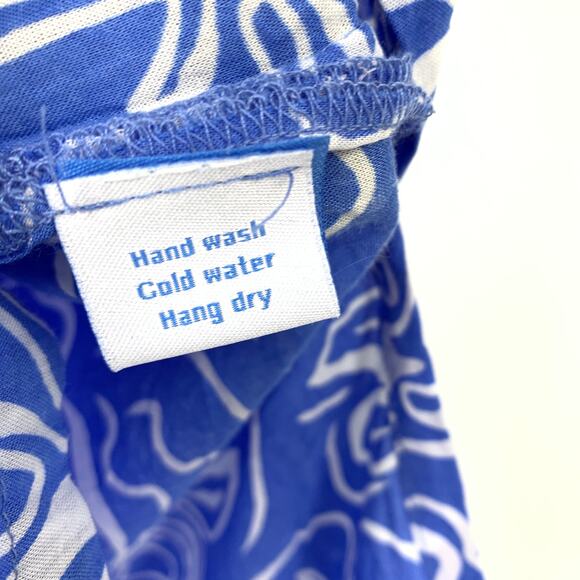 Hand wash
Cold water
Hang dry